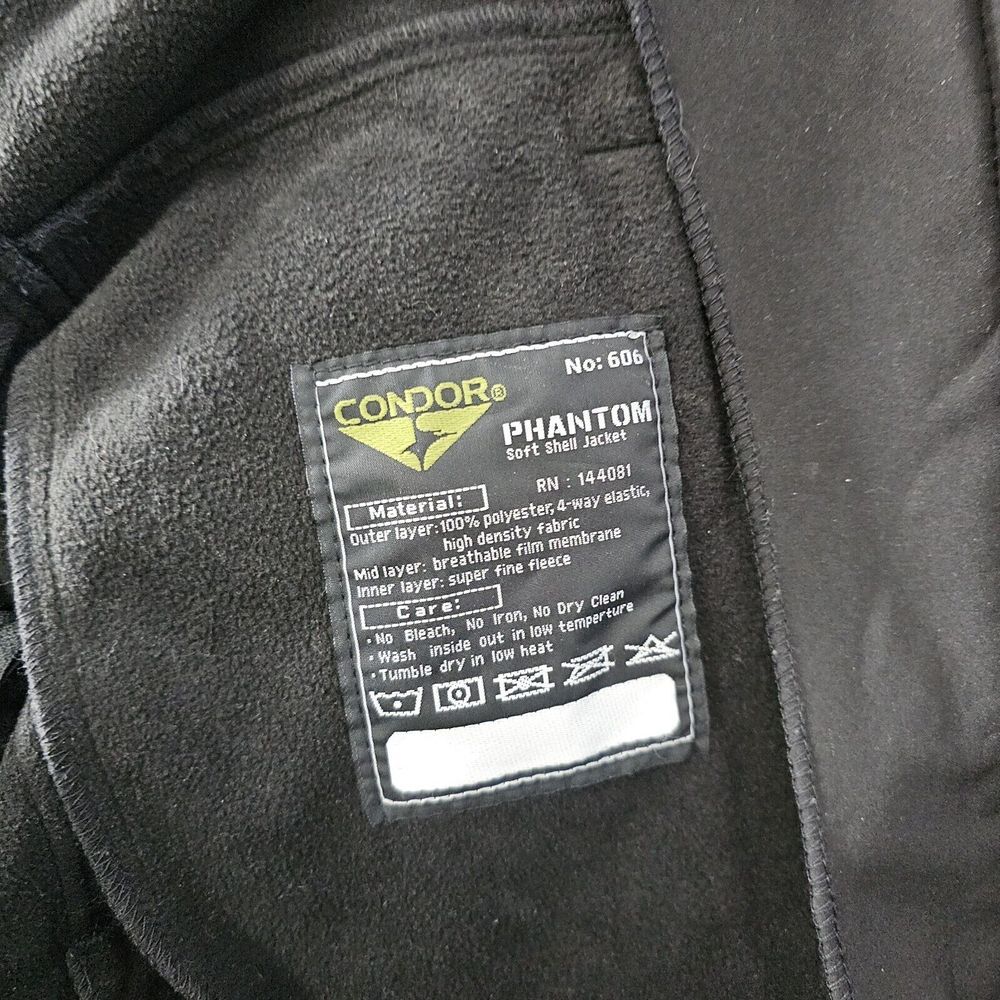 No: 606
CONDOR®
PHANTOM
Soft Shell Jacket
RN : 144081
Material:
Outer layer: 100% polyester, 4-way elastic,
high density fabric
Mid layer: breathable film membrane
Inner layer: super fine fleece
Care:
• No Bleach, No Iron, No Dry Clean
• Wash inside out in low temperture
• Tumble dry in low heat